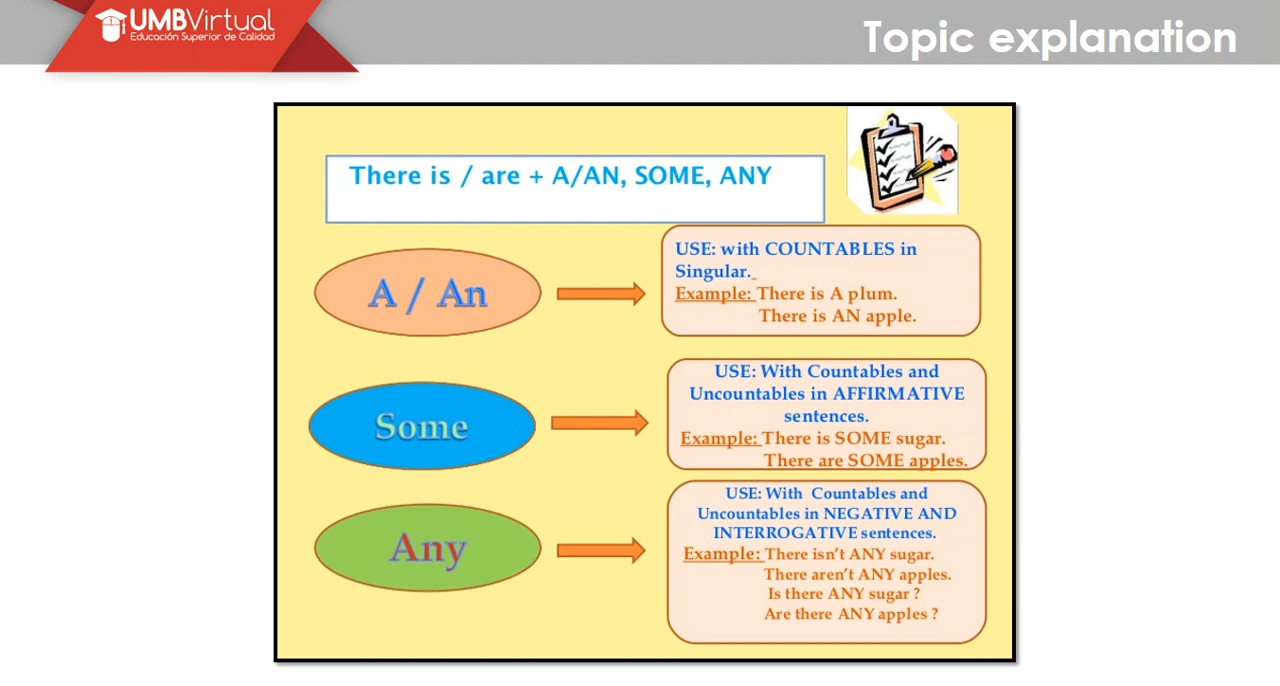 UMBVirtual
Educación Superior de Calidad
Topic explanation
There is / are + A/AN, SOME, ANY
A / An
USE: with COUNTABLES in
Singular.
Example: There is A plum.
There is AN apple.
Some
USE: With Countables and
Uncountables in AFFIRMATIVE
sentences.
Example: There is SOME sugar.
There are SOME apples.
Any
USE: With Countables and
Uncountables in NEGATIVE AND
INTERROGATIVE sentences.
Example: There isn't ANY sugar.
There aren't ANY apples.
Is there ANY sugar ?
Are there ANY apples ?